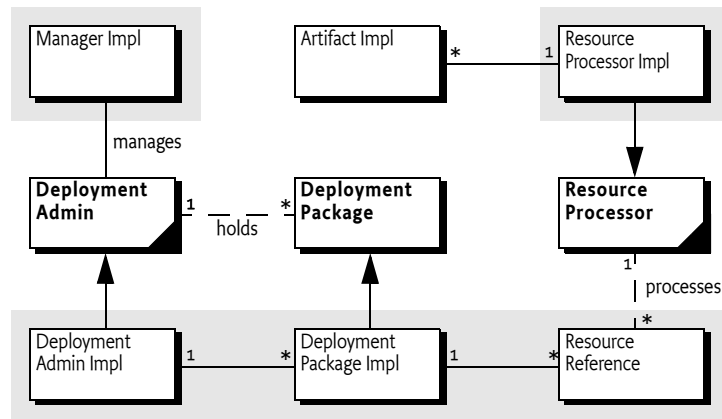 Manager Impl
Artifact Impl
*
1
Resource
Processor Impl
manages
Deployment
Admin
1
holds
*
Deployment
Package
Resource
Processor
1
processes
*
Deployment
Admin Impl
1
*
Deployment
Package Impl
1
*
Resource
Reference